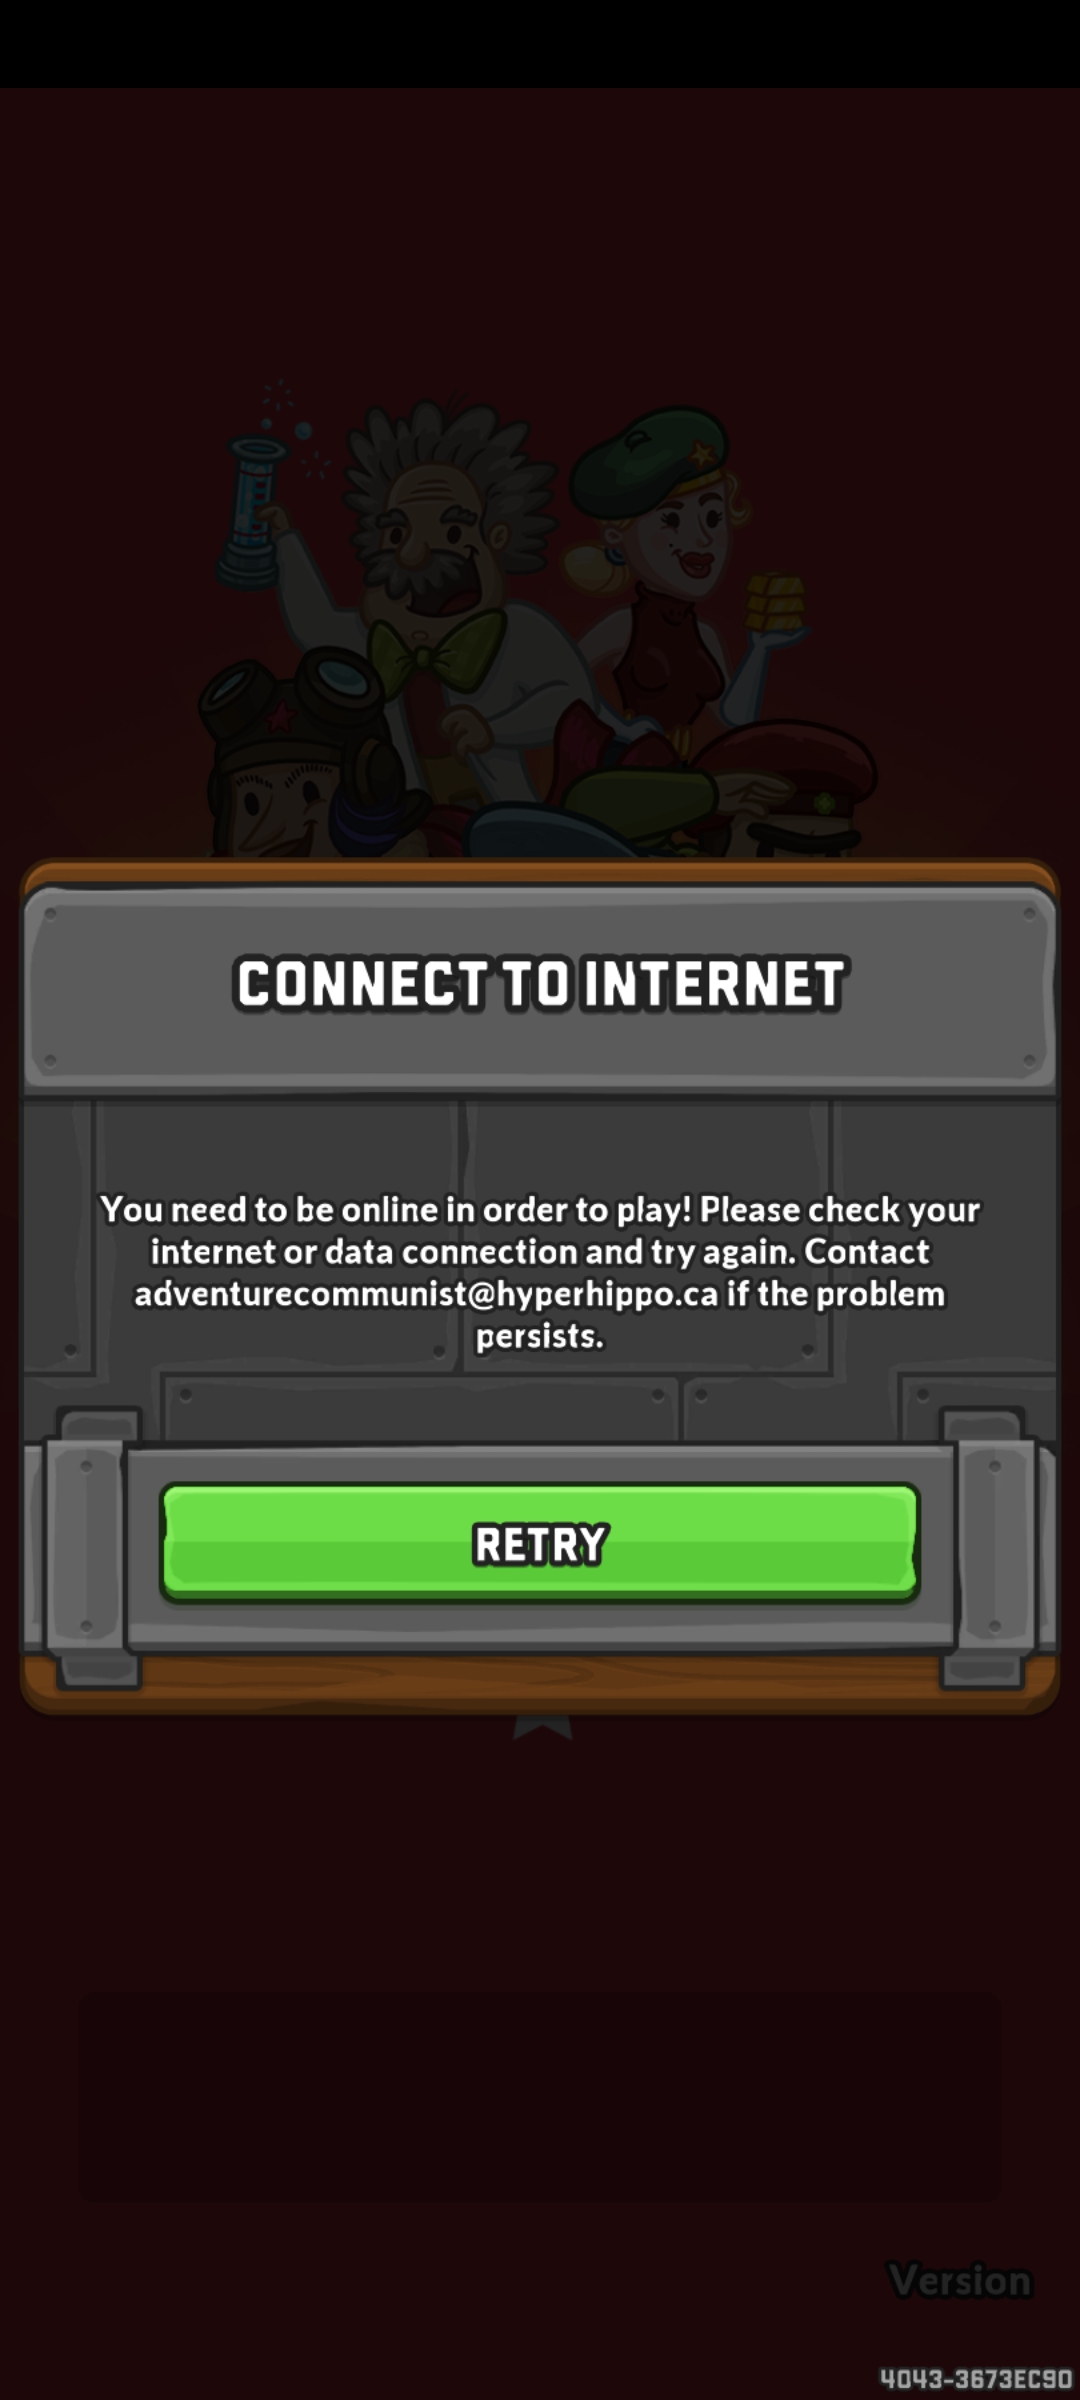 CONNECT TO INTERNET
You need to be online in order to play! Please check your
internet or data connection and try again. Contact
adventurecommunist@hyperhippo.ca if the problem
persists.
RETRY
Version
4043-3673EC90